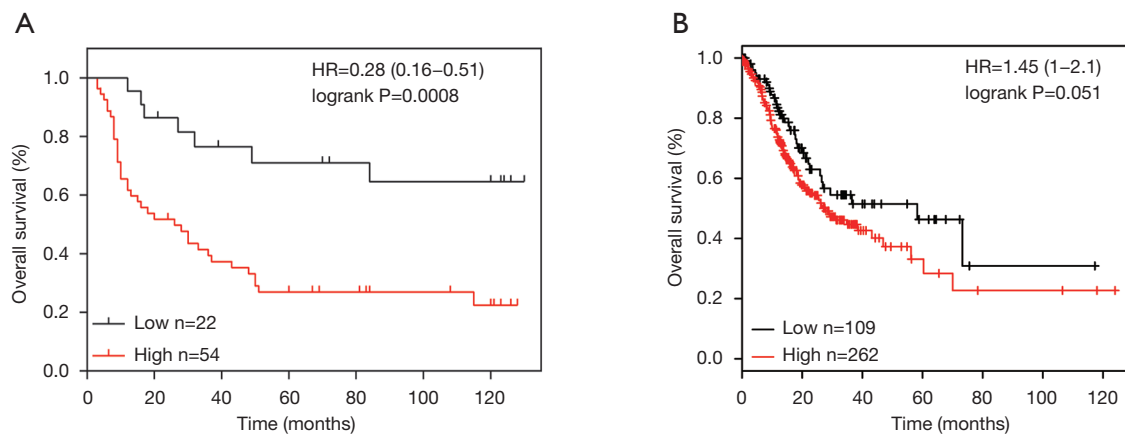 A
HR=0.28 (0.16–0.51)
logrank P=0.0008
Overall survival (%)
1.0
0.8
0.6
0.4
0.2
0.0
Low n=22
High n=54
0 20 40 60 80 100 120
Time (months)
B
HR=1.45 (1–2.1)
logrank P=0.051
Overall survival (%)
1.0
0.8
0.6
0.4
0.2
0.0
Low n=109
High n=262
0 20 40 60 80 100 120
Time (months)